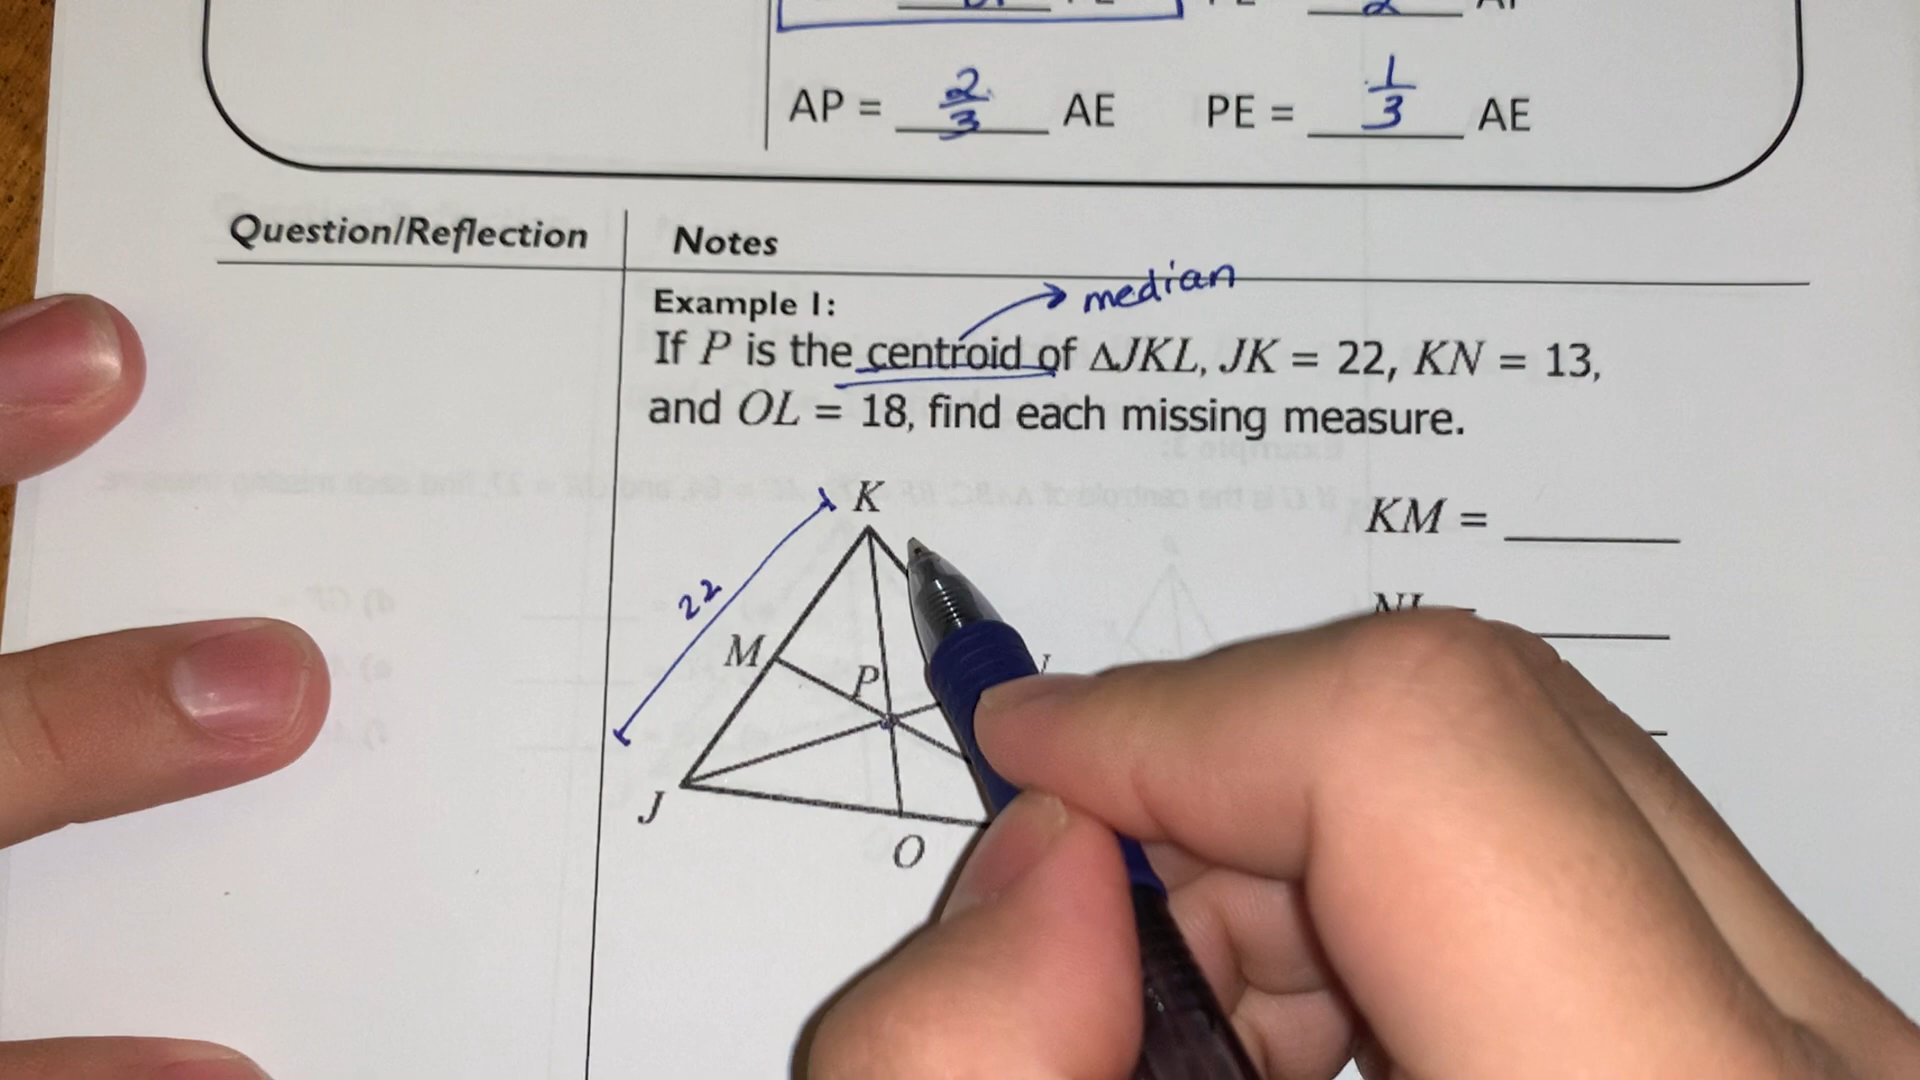 AP = 2/3 AE PE = 1/3 AE
Question/Reflection Notes
Example 1: median
If P is the centroid of ΔJKL, JK = 22, KN = 13,
and OL = 18, find each missing measure.
K
KM =
22
M
P
J
O